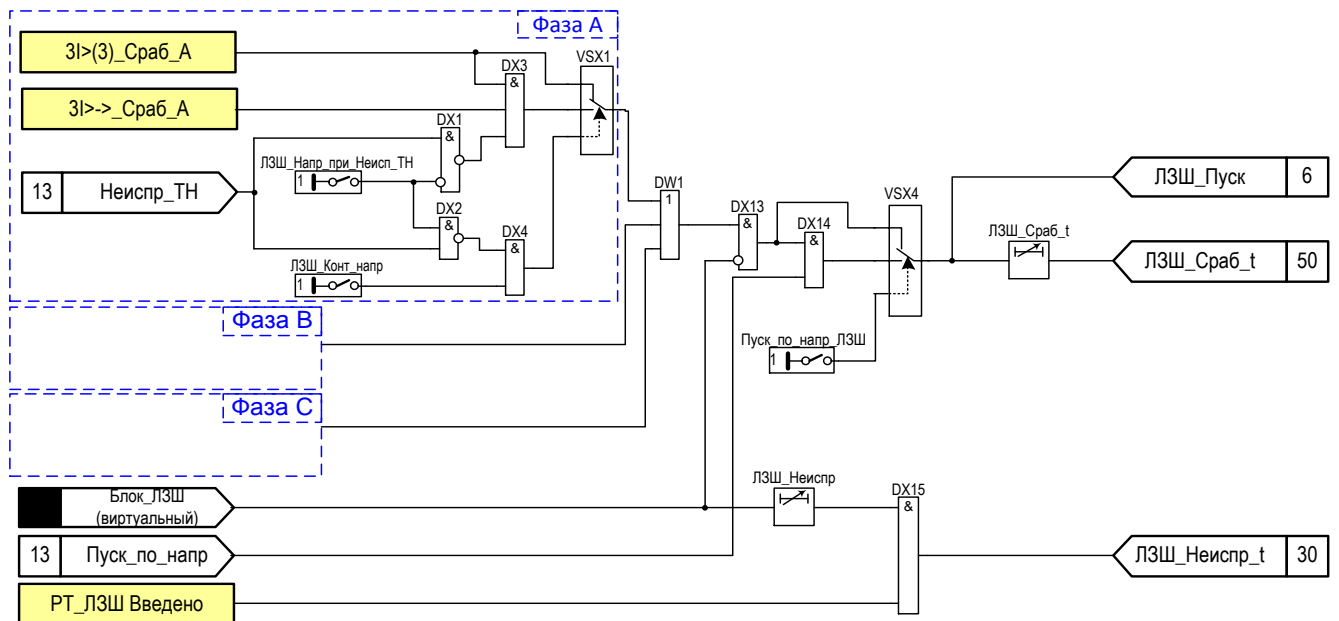 Фаза А
3I>(3)_Сраб_А
3I>->_Сраб_А
13 Неиспр_ТН
DX3
&
VSX1
DX1
&
ЛЗШ_Напр_при_Неисп_ТН
1
DX2
&
DX4
&
ЛЗШ_Конт_напр
1
DW1
1
DX13
&
DX14
&
VSX4
ЛЗШ_Сраб_t
ЛЗШ_Пуск 6
ЛЗШ_Сраб_t 50
Пуск_по_напр_ЛЗШ
1
Фаза В
Фаза С
Блок_ЛЗШ
(виртуальный)
13 Пуск_по_напр
РТ_ЛЗШ Введено
ЛЗШ_Неиспр
DX15
&
ЛЗШ_Неиспр_t 30